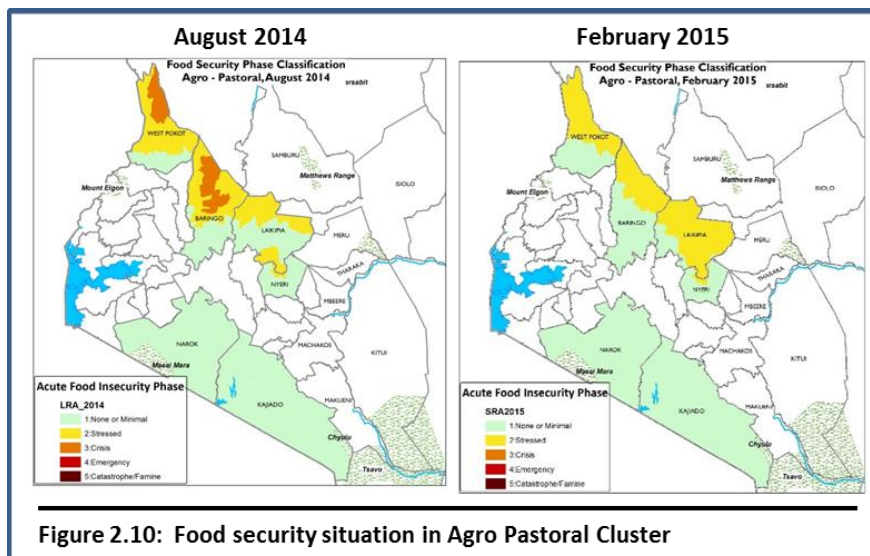 August 2014
Food Security Phase Classification
Agro - Pastoral, August 2014
rsabit
WEST POKOT
SAMBURU
Matthews Range
ISIOLO
Mount Elgon
BARINGO
LAIKIPIA
MERU
THARAKA
NYERI
MBEERE
NAROK
Masai Mara
MACHAKOS
KITUI
KAJIADO
MAKUENI
Chyulu
Tsavo
Acute Food Insecurity Phase
LRA_2014
1:None or Minimal
2:Stressed
3:Crisis
4:Emergency
5:Catastrophe/Famine
February 2015
Food Security Phase Classification
Agro - Pastoral, February 2015
rsabit
WEST POKOT
SAMBURU
Matthews Range
ISIOLO
Mount Elgon
BARINGO
LAIKIPIA
MERU
THARAKA
NYERI
MBEERE
NAROK
Masai Mara
MACHAKOS
KITUI
KAJIADO
MAKUENI
Chyulu
Tsavo
Acute Food Insecurity Phase
SRA2015
1:None or Minimal
2:Stressed
3:Crisis
4:Emergency
5:Catastrophe/Famine
Figure 2.10: Food security situation in Agro Pastoral Cluster